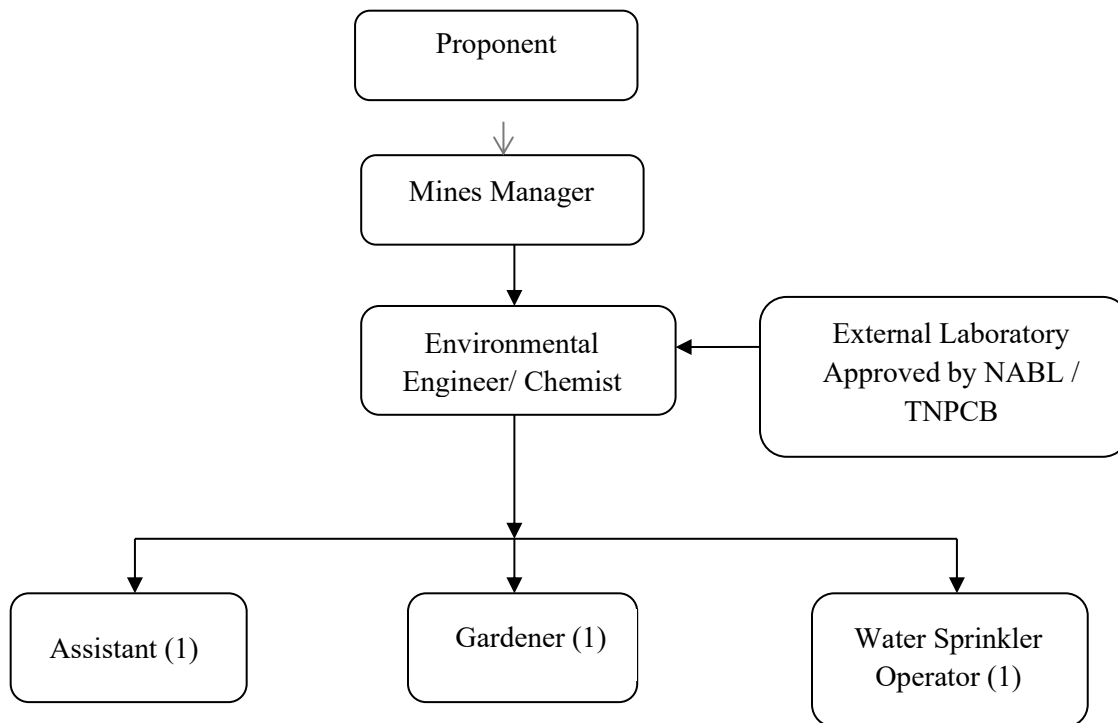 Proponent
Mines Manager
Environmental
Engineer/ Chemist
External Laboratory
Approved by NABL /
TNPCB
Assistant (1)
Gardener (1)
Water Sprinkler
Operator (1)